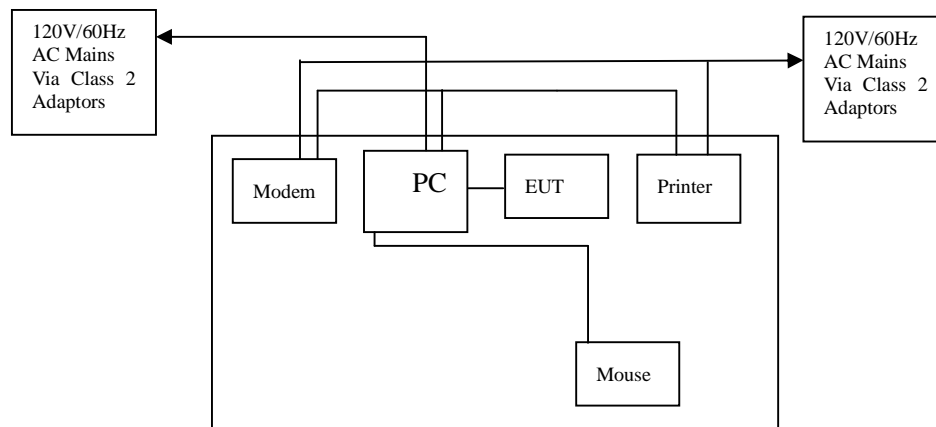 120V/60Hz
AC Mains
Via Class 2
Adaptors
120V/60Hz
AC Mains
Via Class 2
Adaptors
Modem
PC
EUT
Printer
Mouse